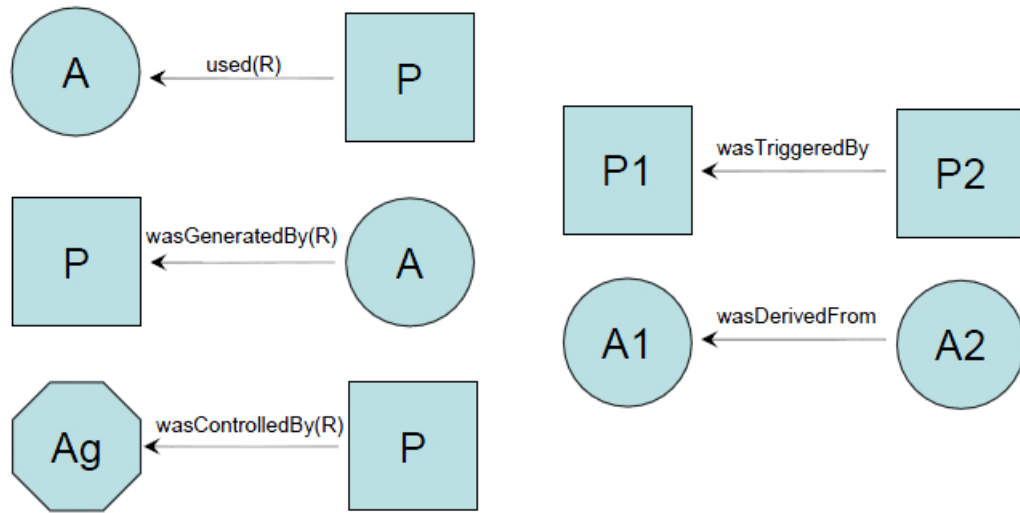 A
used(R)
P
P
wasGeneratedBy(R)
A
Ag
wasControlledBy(R)
P
P1
wasTriggeredBy
P2
A1
wasDerivedFrom
A2